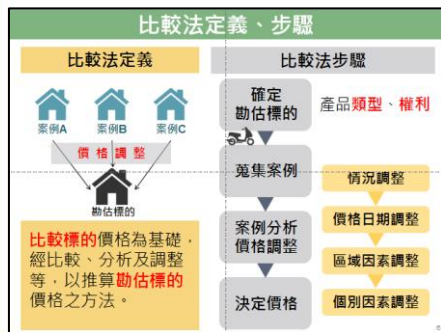 比較法定義、步驟
比較法定義
案例A 案例B 案例C
價格調整
勘估標的
比較標的價格為基礎，
經比較、分析及調整
等，以推算勘估標的
價格之方法。
比較法步驟
確定
勘估標的
產品類型、權利
蒐集案例
案例分析
價格調整
決定價格
情況調整
價格日期調整
區域因素調整
個別因素調整